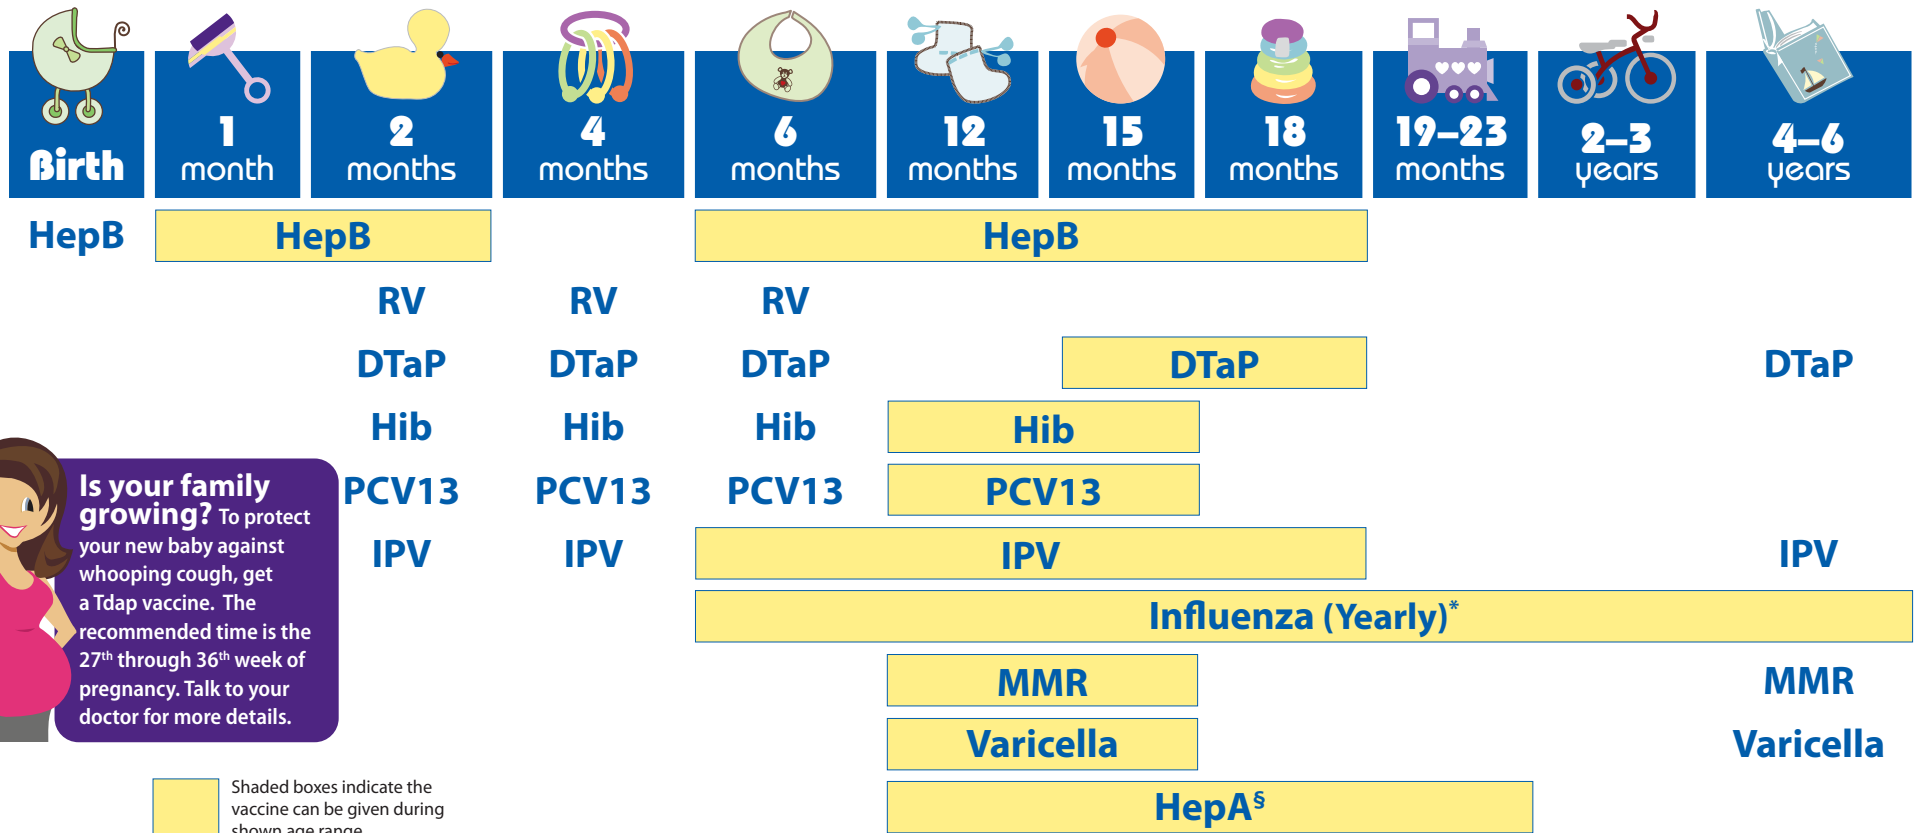 Birth
1
month
2
months
4
months
6
months
12
months
15
months
18
months
19–23
months
2–3
years
4–6
years
HepB HepB HepB
RV RV RV
DTaP DTaP DTaP DTaP DTaP
Hib Hib Hib Hib
PCV13 PCV13 PCV13 PCV13
IPV IPV IPV IPV
Influenza (Yearly)*
MMR MMR
Varicella Varicella
HepA§
Is your family
growing? To protect
your new baby against
whooping cough, get
a Tdap vaccine. The
recommended time is the
27th through 36th week of
pregnancy. Talk to your
doctor for more details.
Shaded boxes indicate the
vaccine can be given during
shown age range